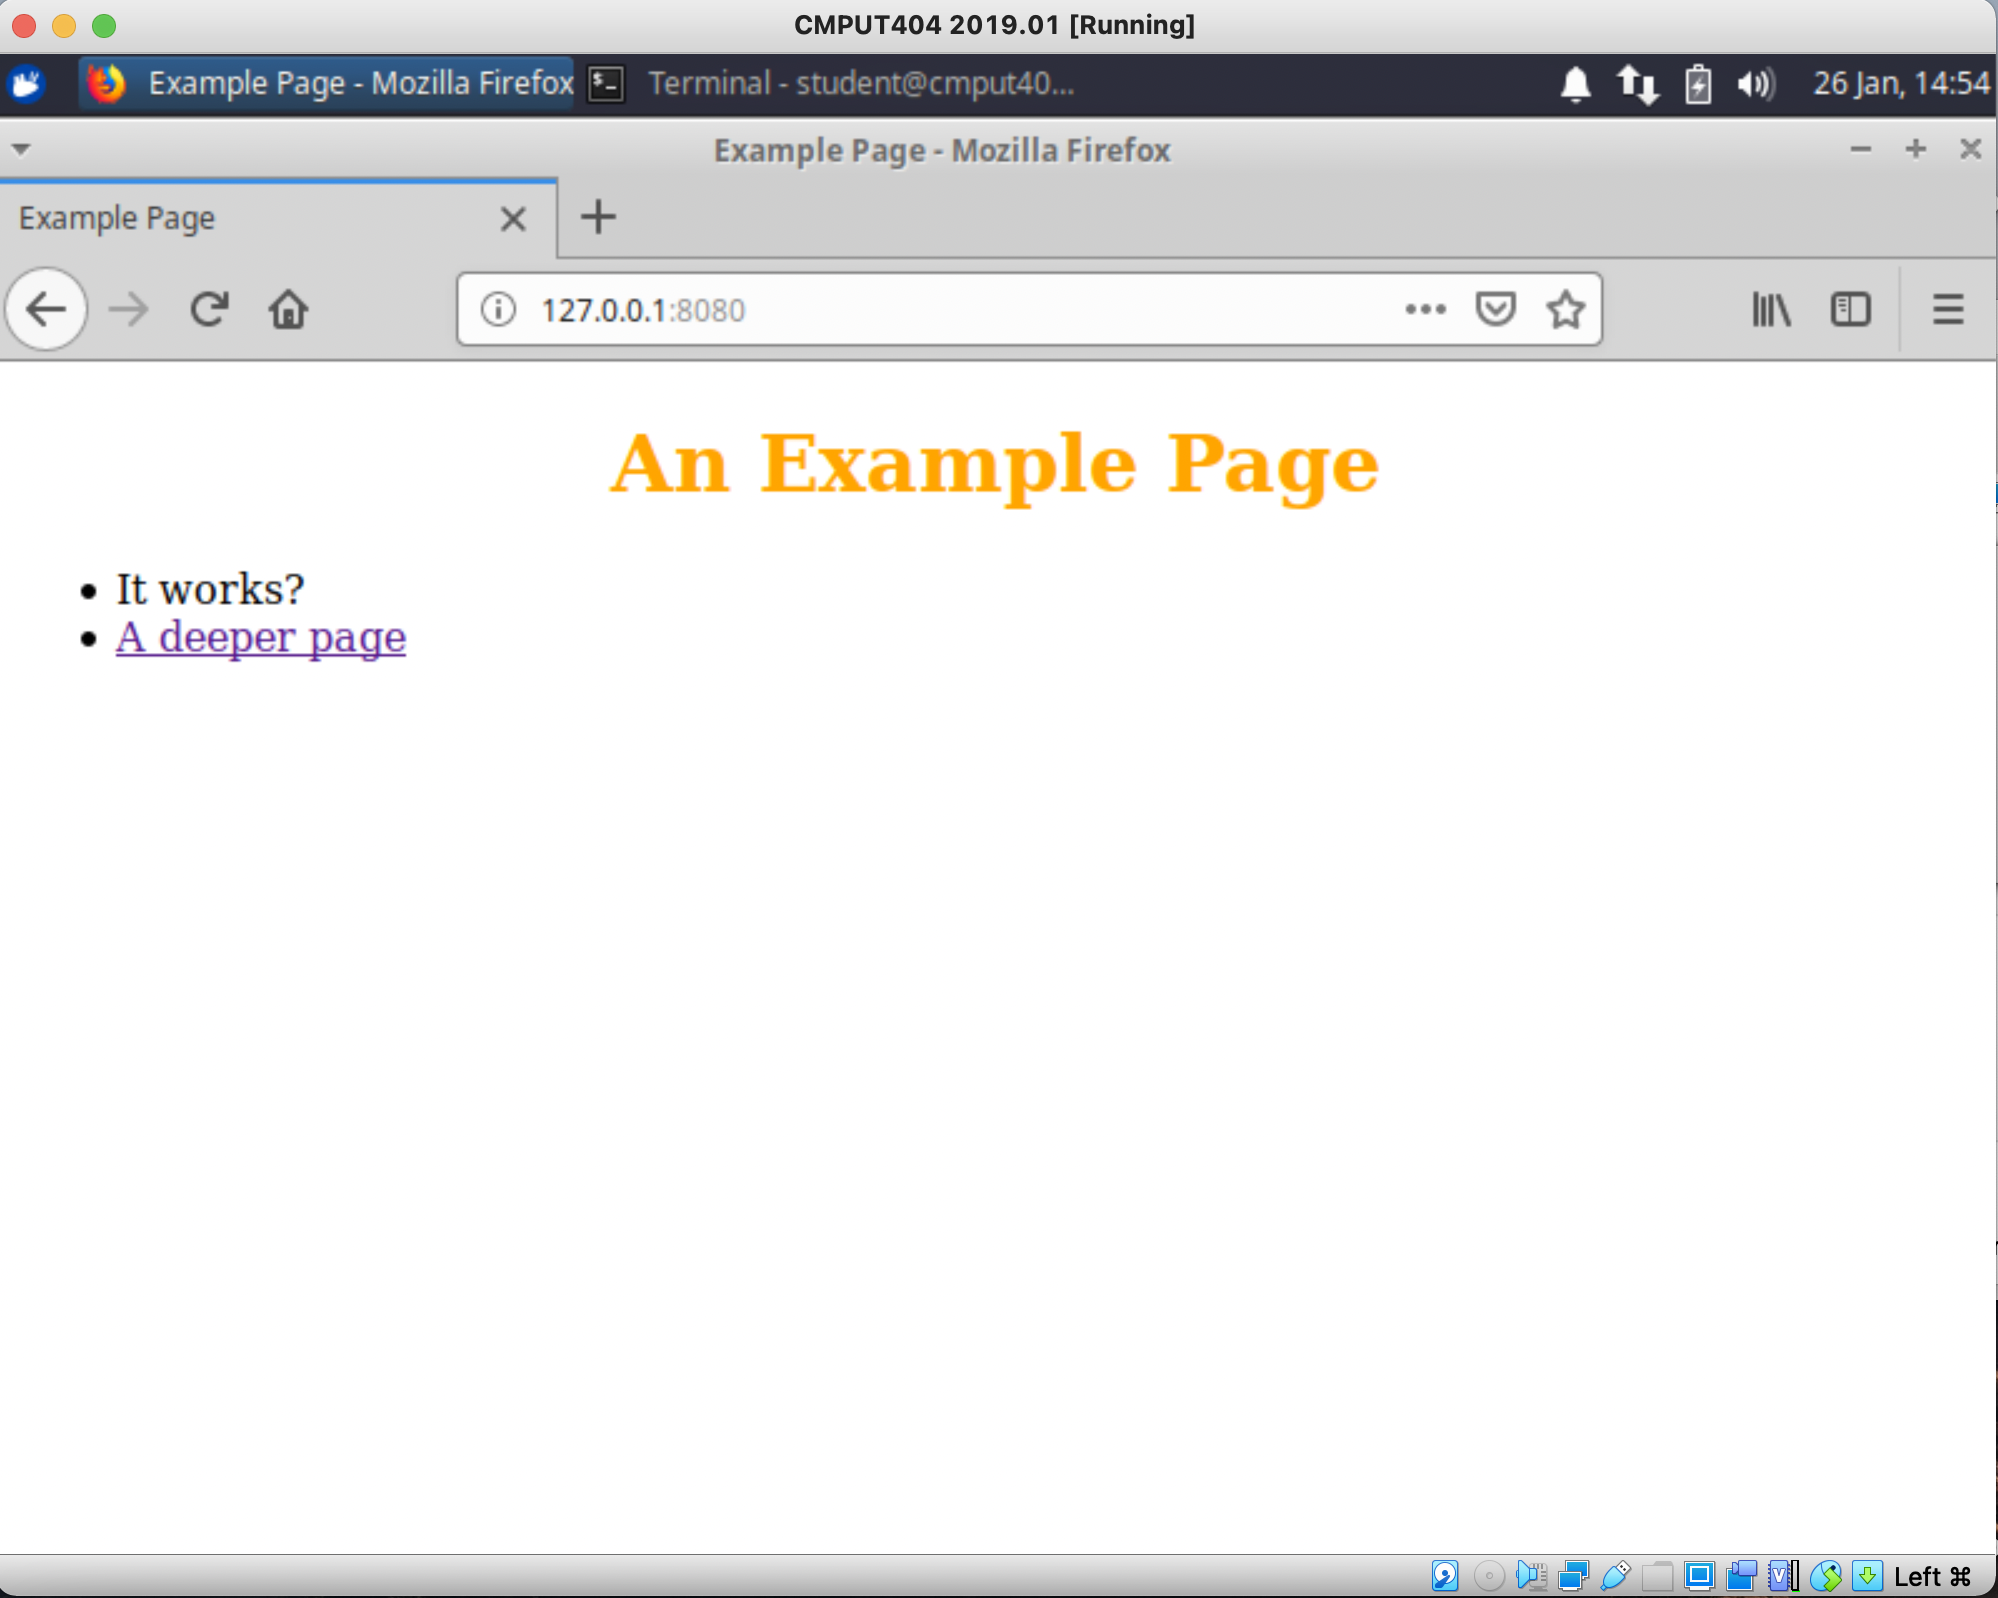 CMPUT404 2019.01 [Running]
Example Page - Mozilla Firefox
Terminal - student@cmput40...
26 Jan, 14:54
Example Page - Mozilla Firefox
Example Page
127.0.0.1:8080
An Example Page
It works?
A deeper page
Left ⌘